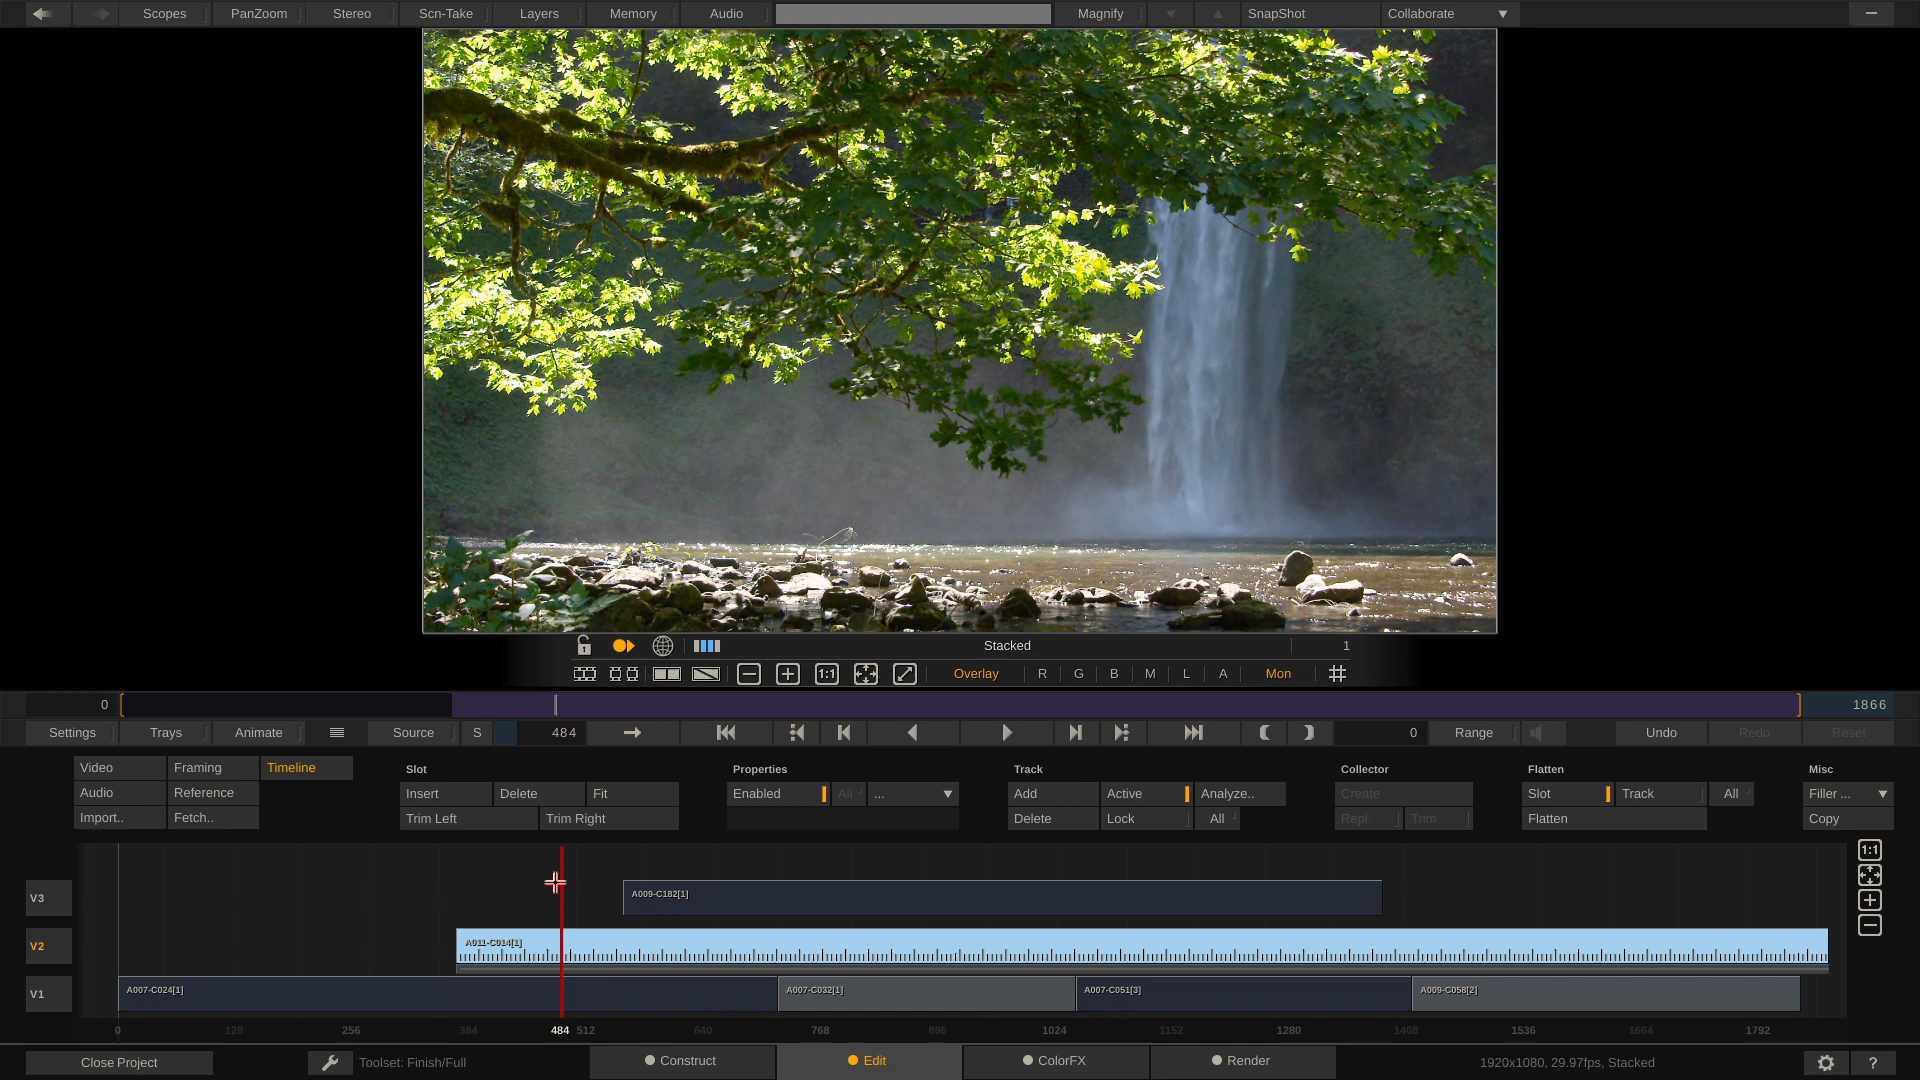 Scopes PanZoom Stereo Scn-Take Layers Memory Audio Magnify SnapShot Collaborate
Stacked 1
1:1 Overlay R G B M L A Mon
0 1866
Settings Trays Animate Source S 484 0 Range Undo Redo Reset
Video Framing Timeline
Audio Reference
Import.. Fetch..
Slot
Insert Delete Fit
Trim Left Trim Right
Properties
Enabled All ...
Track
Add Active Analyze..
Delete Lock All
Collector
Create
Repl. Trim
Flatten
Slot Track All
Flatten
Misc
Filler ...
Copy
1:1
V3 A009-C182[1]
V2 A011-C014[1]
V1 A007-C024[1] A007-C032[1] A007-C051[3] A009-C058[2]
0 128 256 384 484 512 640 768 896 1024 1152 1280 1408 1536 1664 1792
Close Project Toolset: Finish/Full Construct Edit ColorFX Render 1920x1080, 29.97fps, Stacked ?